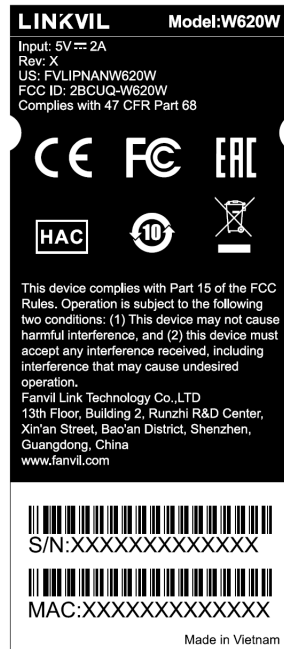 LINKVIL Model:W620W
Input: 5V⎓2A
Rev: X
US: FVLIPNANW620W
FCC ID: 2BCUQ-W620W
Complies with 47 CFR Part 68
CE FC EAC
HAC 10
This device complies with Part 15 of the FCC
Rules. Operation is subject to the following
two conditions: (1) This device may not cause
harmful interference, and (2) this device must
accept any interference received, including
interference that may cause undesired
operation.
Fanvil Link Technology Co.,LTD
13th Floor, Building 2, Runzhi R&D Center,
Xin'an Street, Bao'an District, Shenzhen,
Guangdong, China
www.fanvil.com
S/N:XXXXXXXXXXXXX
MAC:XXXXXXXXXXXXX
Made in Vietnam